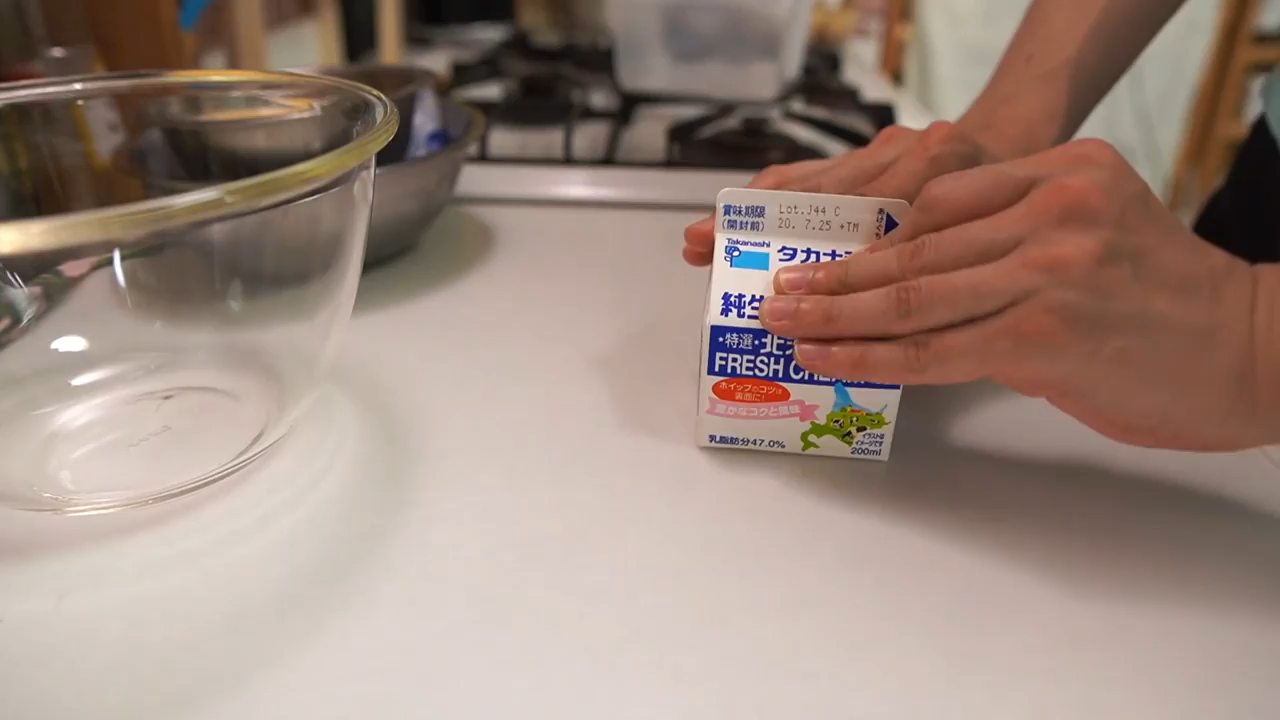 賞味期限 Lot.J44 C
(開封前) 20. 7.25 +TM
あけぐち
Takanashi
タカナ
純生
・特選・北
FRESH CREAM
ホイップのコツは
裏面に!
豊かなコクと風味
イラストは
イメージです
乳脂肪分47.0%
200ml